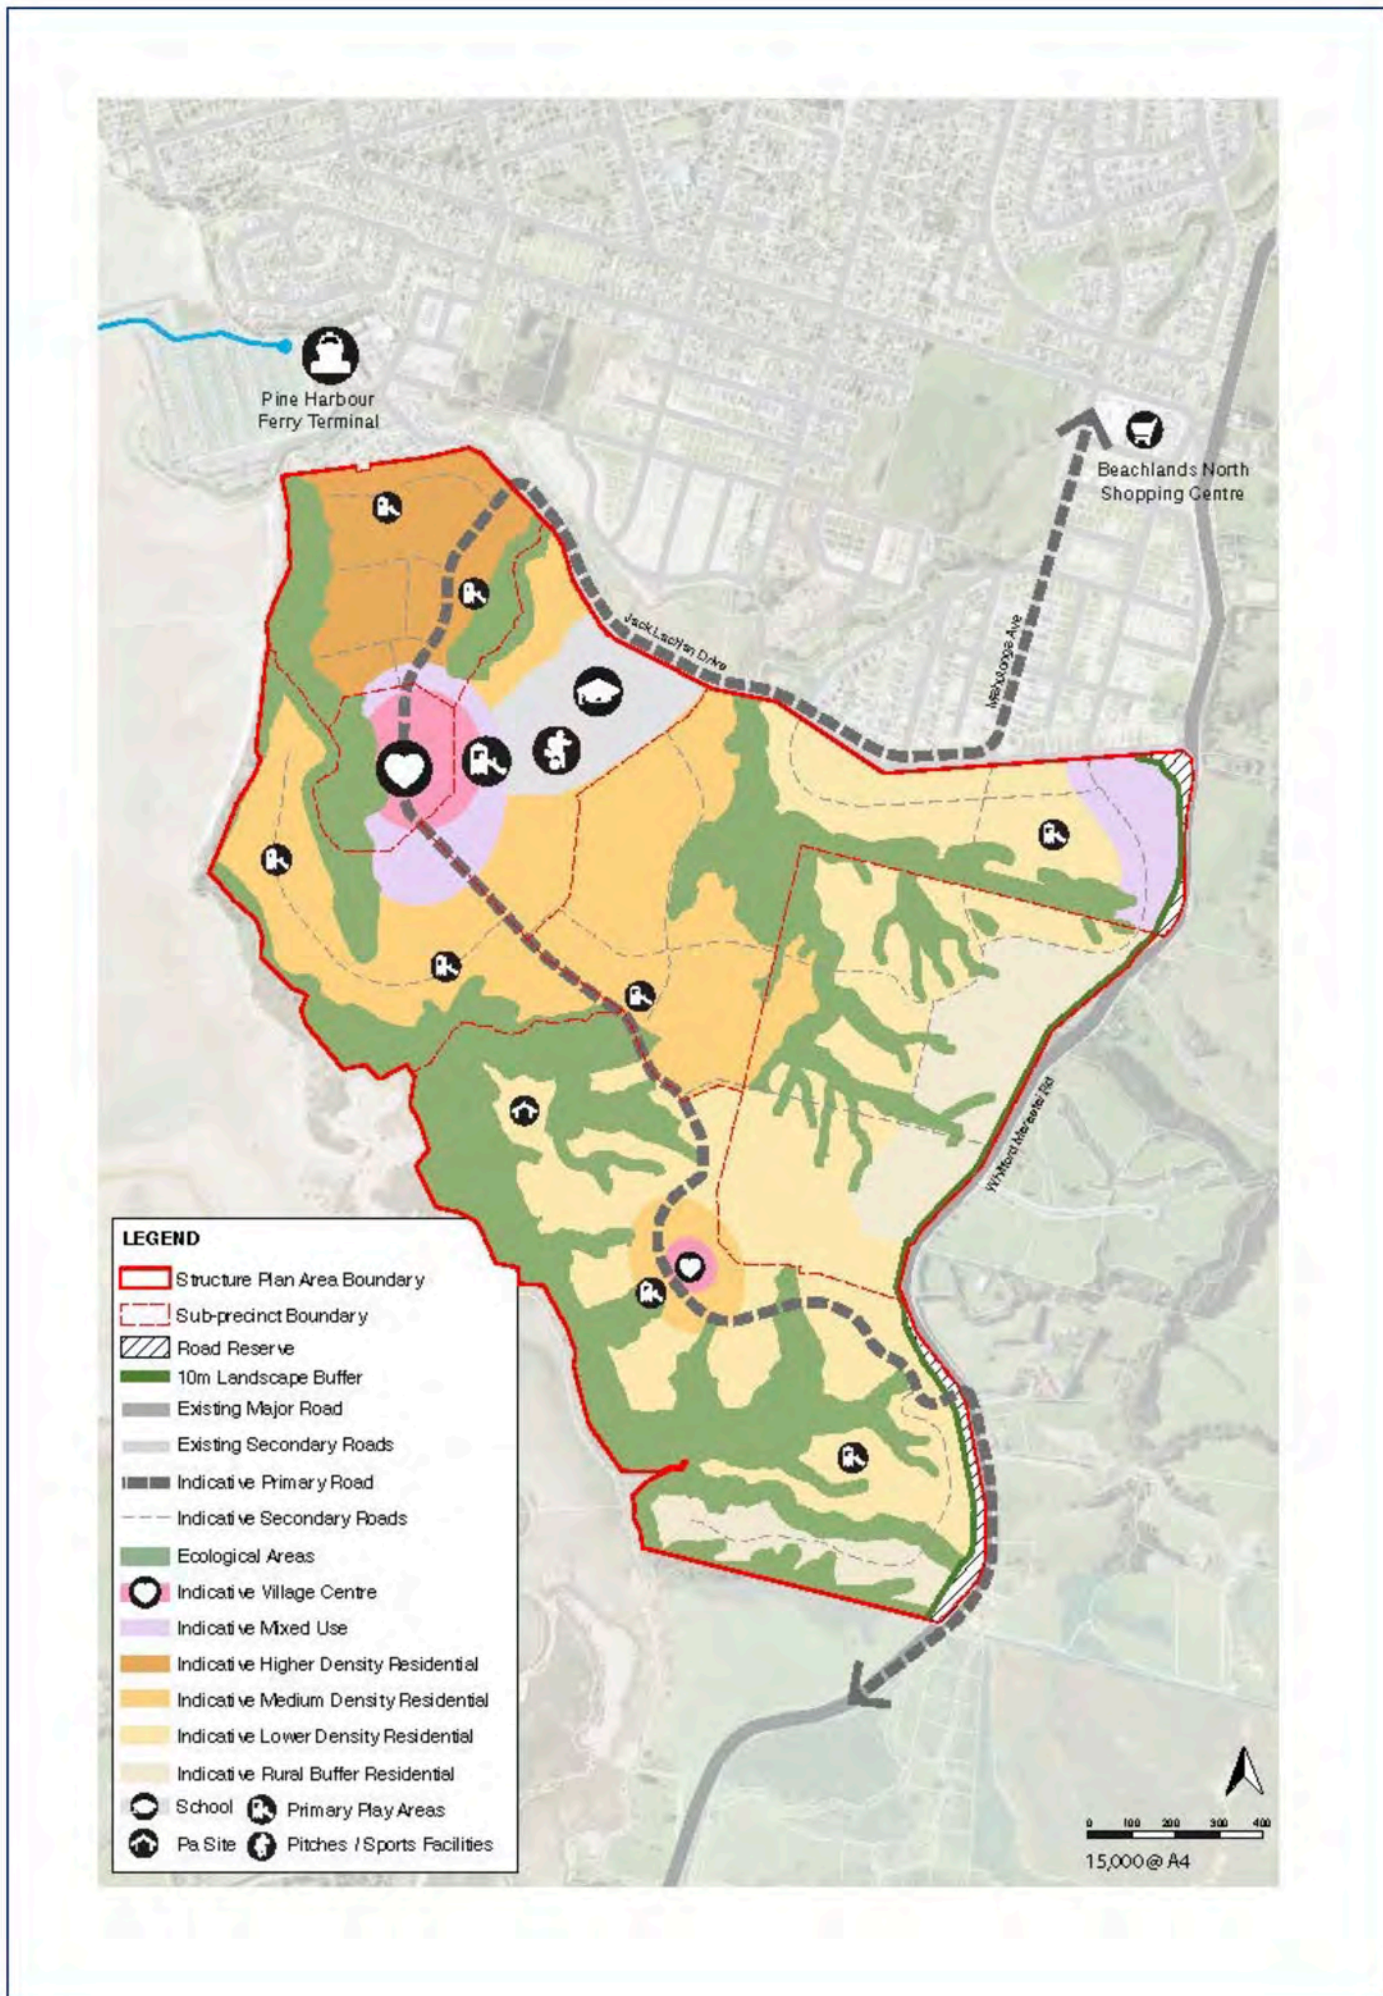 Pine Harbour
Ferry Terminal
Beachlands North
Shopping Centre
Jack Lachlan Drive
Mahutonga Ave
Whitford Maraetai Rd
LEGEND
Structure Plan Area Boundary
Sub-precinct Boundary
Road Reserve
10m Landscape Buffer
Existing Major Road
Existing Secondary Roads
Indicative Primary Road
Indicative Secondary Roads
Ecological Areas
Indicative Village Centre
Indicative Mixed Use
Indicative Higher Density Residential
Indicative Medium Density Residential
Indicative Lower Density Residential
Indicative Rural Buffer Residential
School Primary Play Areas
Pa Site Pitches / Sports Facilities
0 100 200 300 400
15,000 @ A4